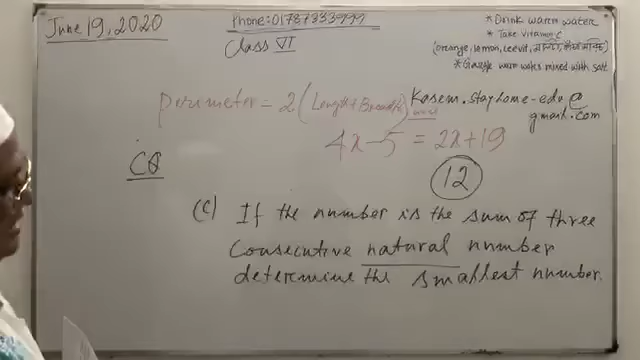 June 19, 2020
Phone: 01787333999
Class VI
* Drink warm water
* Take Vitamin C
(orange, lemon,
* Gargle warm water mixed with salt
Perimeter = 2 (Length + Breadth)
Kasem.stayhome-edu@
gmail.com
4x-5 = 2x+19
CQ
12
(c) If the number is the sum of three
consecutive natural number
determine the smallest number.